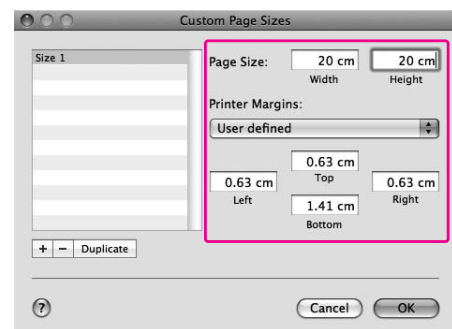 Custom Page Sizes
Size 1
Page Size: 20 cm 20 cm
Width Height
Printer Margins:
User defined
0.63 cm
Top
0.63 cm 0.63 cm
Left Right
1.41 cm
Bottom
+ − Duplicate
? Cancel OK